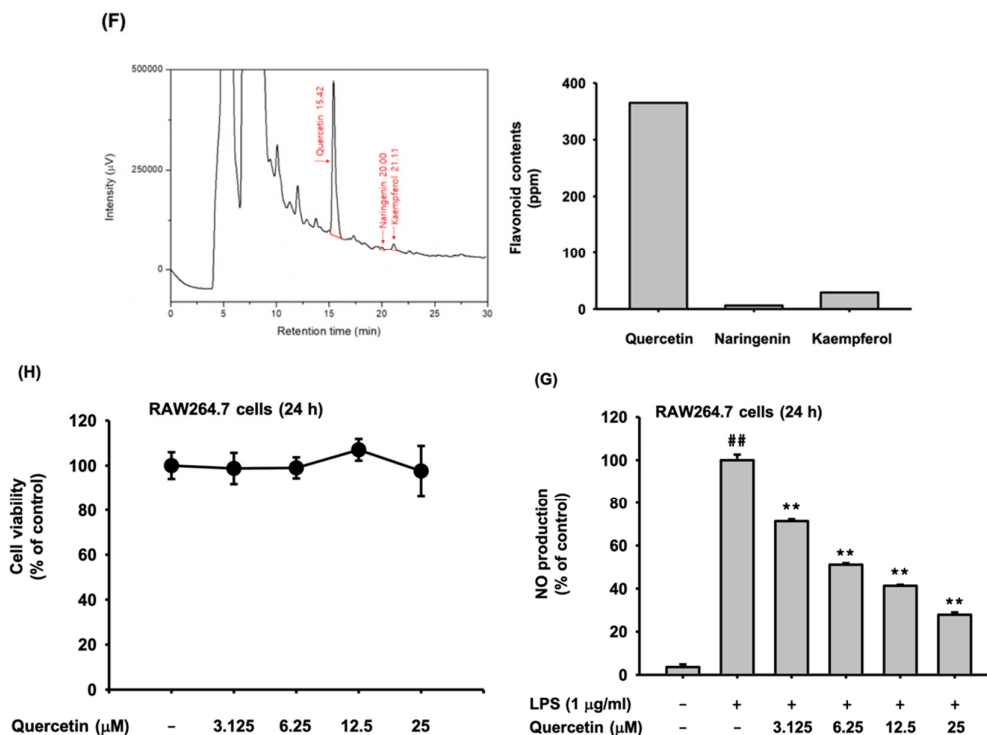 (F)
500000
250000
0
Intensity (μV)
Quercetin 15.42
Naringenin 20.00
Kaempferol 21.11
0 5 10 15 20 25 30
Retention time (min)
400
300
200
100
0
Flavonoid contents
(ppm)
Quercetin Naringenin Kaempferol
(H)
RAW264.7 cells (24 h)
120
100
80
60
40
20
0
Cell viability
(% of control)
Quercetin (μM) – 3.125 6.25 12.5 25
(G)
RAW264.7 cells (24 h)
120
100
80
60
40
20
0
NO production
(% of control)
##
**
**
**
**
LPS (1 μg/ml) – + + + + +
Quercetin (μM) – – 3.125 6.25 12.5 25